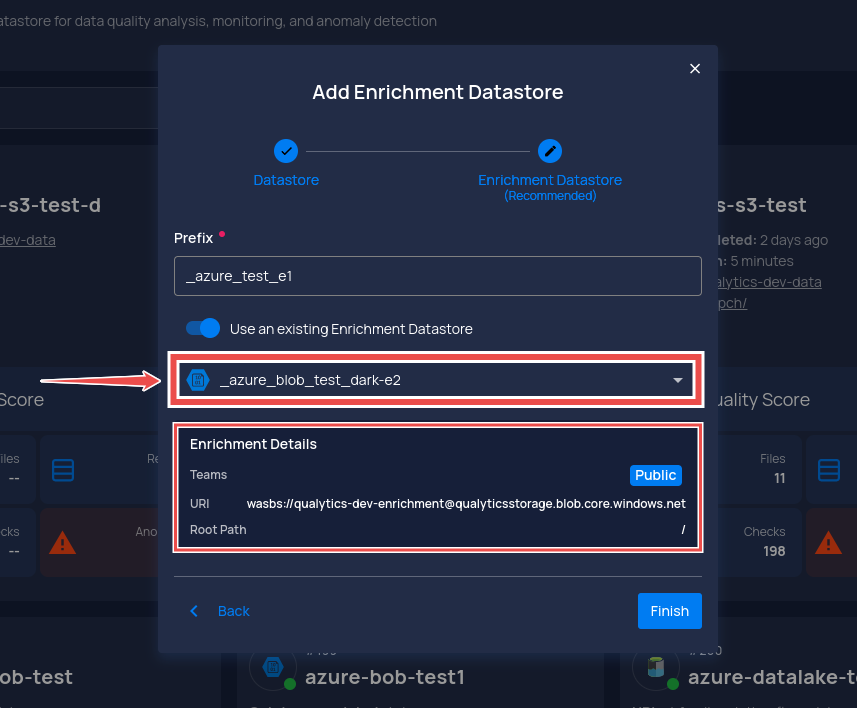 atastore for data quality analysis, monitoring, and anomaly detection
Add Enrichment Datastore
Datastore
Enrichment Datastore
(Recommended)
-s3-test-d
s-s3-test
dev-data
leted: 2 days ago
n: 5 minutes
alytics-dev-data
pch/
Prefix
_azure_test_e1
Use an existing Enrichment Datastore
_azure_blob_test_dark-e2
Score
uality Score
Enrichment Details
Teams
Public
URI
wasbs://qualytics-dev-enrichment@qualyticsstorage.blob.core.windows.net
Root Path
/
iles
--
Re
Files
11
cks
--
Ano
Checks
198
Back
Finish
ob-test
azure-bob-test1
azure-datalake-t